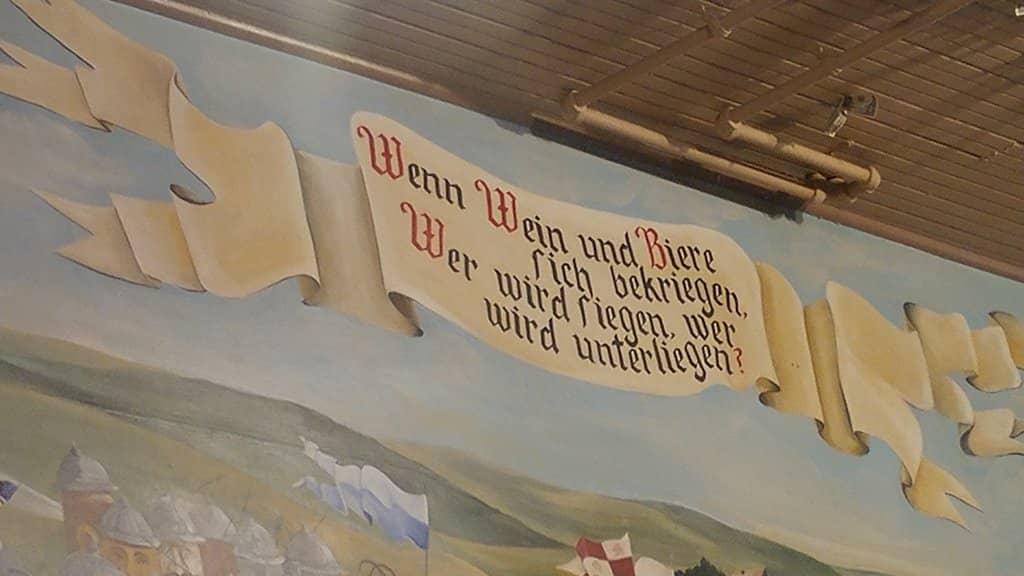 Wenn Wein und Biere
ſich bekriegen,
Wer wird ſiegen, wer
wird unterliegen?